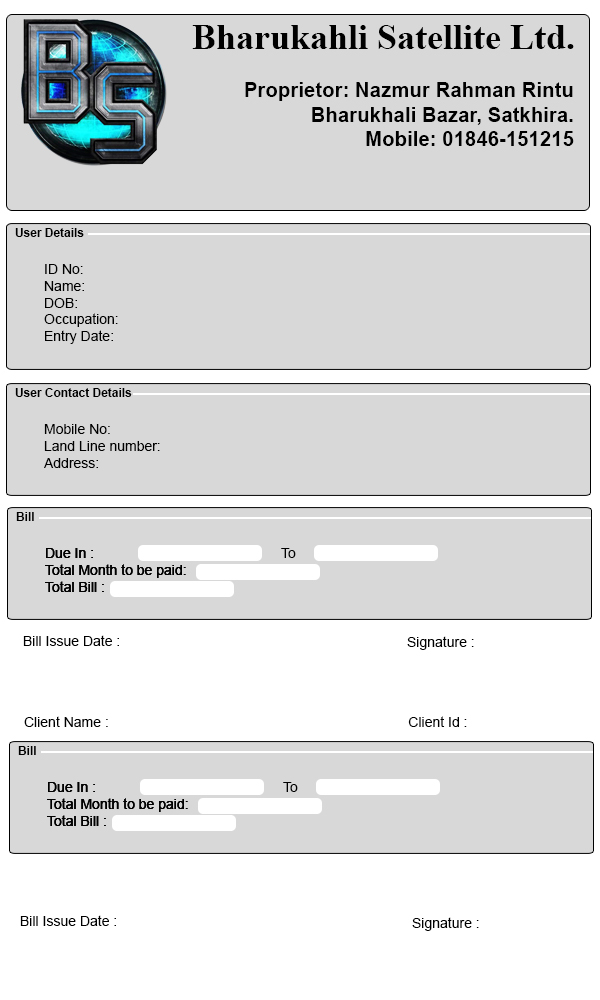 BS
Bharukahli Satellite Ltd.
Proprietor: Nazmur Rahman Rintu
Bharukhali Bazar, Satkhira.
Mobile: 01846-151215
User Details
ID No:
Name:
DOB:
Occupation:
Entry Date:
User Contact Details
Mobile No:
Land Line number:
Address:
Bill
Due In : To
Total Month to be paid:
Total Bill :
Bill Issue Date : Signature :
Client Name : Client Id :
Bill
Due In : To
Total Month to be paid:
Total Bill :
Bill Issue Date : Signature :